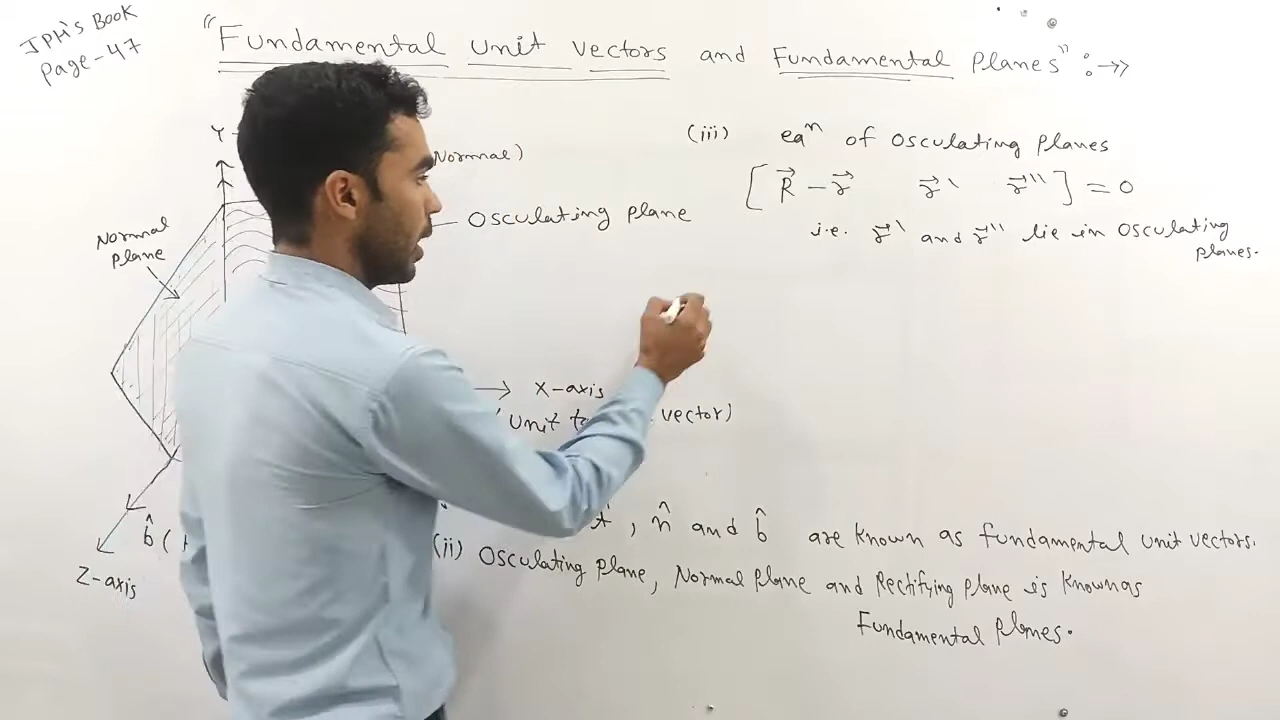 JPH's Book
Page-47
"Fundamental Unit Vectors and Fundamental Planes" :→>
Y-
Normal)
Osculating plane
Normal
plane
X-axis
(Unit vector)
b̂ (
Z-axis
t̂, n̂ and b̂ are known as fundamental unit vectors.
(ii) Osculating plane, Normal plane and Rectifying plane is known as
Fundamental planes.
(iii) eqⁿ of Osculating planes
[R⃗ - r⃗ r⃗' r⃗''] = 0
i.e. r⃗' and r⃗'' lie in Osculating
planes.